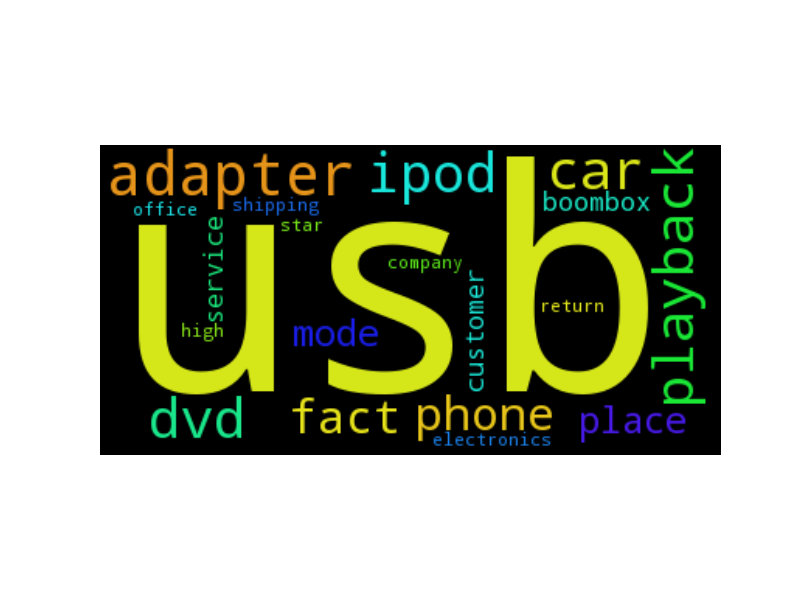 adapter
ipod
car
playback
office
shipping
boombox
star
service
usb
company
customer
return
high
mode
dvd
fact
phone
place
electronics